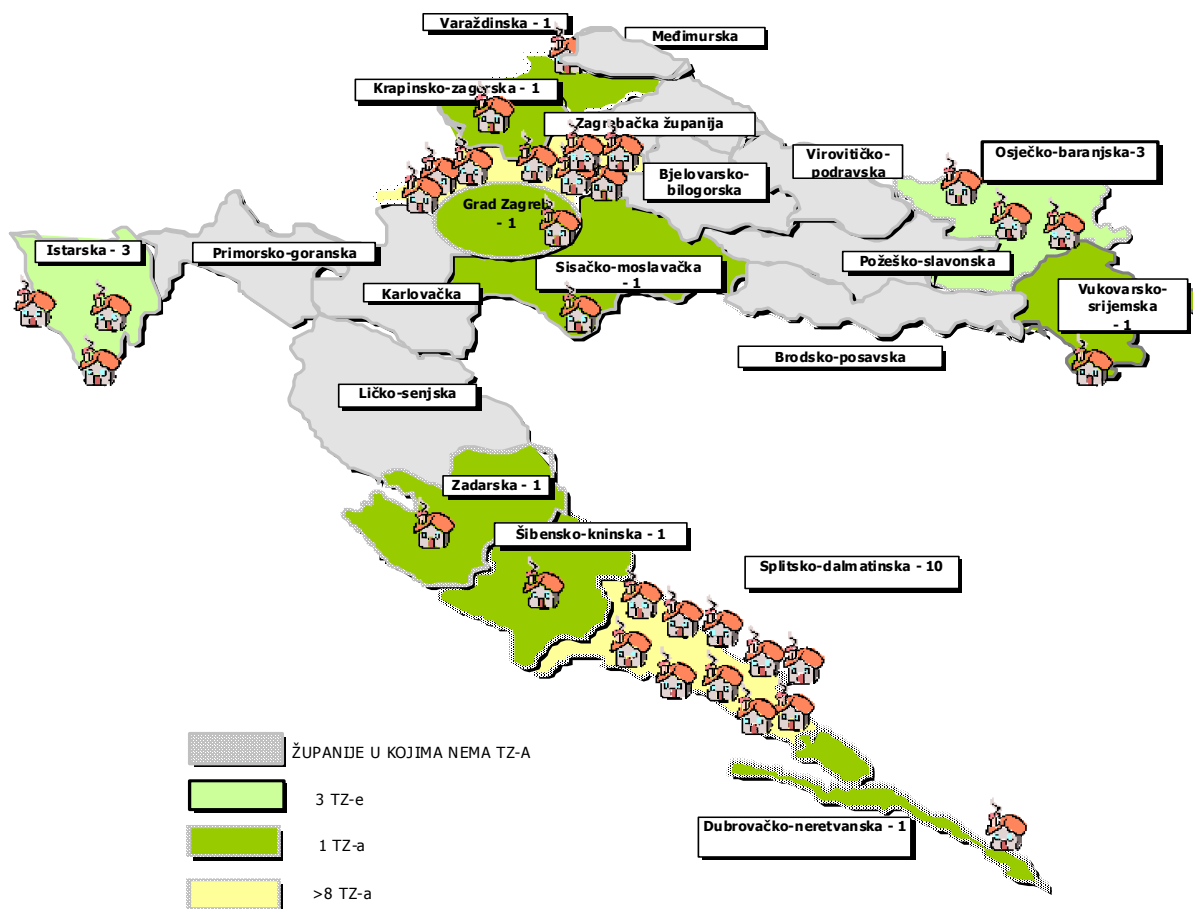 Varaždinska - 1
Međimurska
Krapinsko-zagorska - 1
Zagrebačka županija
Virovitičko-
podravska
Osječko-baranjska-3
Bjelovarsko-
bilogorska
Grad Zagreb
- 1
Istarska - 3
Primorsko-goranska
Sisačko-moslavačka
- 1
Požeško-slavonska
Karlovačka
Vukovarsko-
srijemska
- 1
Brodsko-posavska
Ličko-senjska
Zadarska - 1
Šibensko-kninska - 1
Splitsko-dalmatinska - 10
ŽUPANIJE U KOJIMA NEMA TZ-A
3 TZ-e
1 TZ-a
>8 TZ-a
Dubrovačko-neretvanska - 1